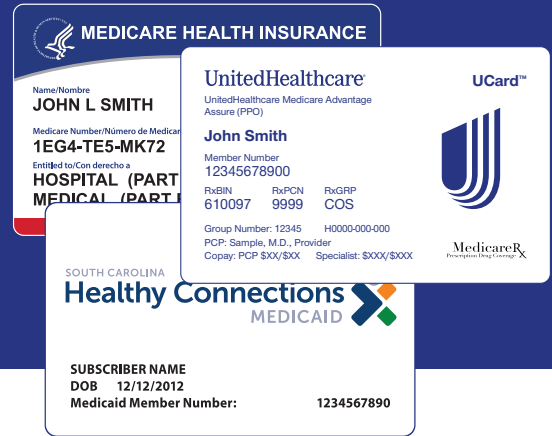 MEDICARE HEALTH INSURANCE
Name/Nombre
JOHN L SMITH
Medicare Number/Número de Medicar
1EG4-TE5-MK72
Entitled to/Con derecho a
HOSPITAL (PART
MEDICAL (PART
UnitedHealthcare
UCard™
UnitedHealthcare Medicare Advantage
Assure (PPO)
John Smith
Member Number
12345678900
RxBIN RxPCN RxGRP
610097 9999 COS
Group Number: 12345 H0000-000-000
PCP: Sample, M.D., Provider
Copay: PCP $XX/$XX Specialist: $XXX/$XXX
MedicareRx
Prescription Drug Coverage
SOUTH CAROLINA
Healthy Connections
MEDICAID
SUBSCRIBER NAME
DOB 12/12/2012
Medicaid Member Number: 1234567890